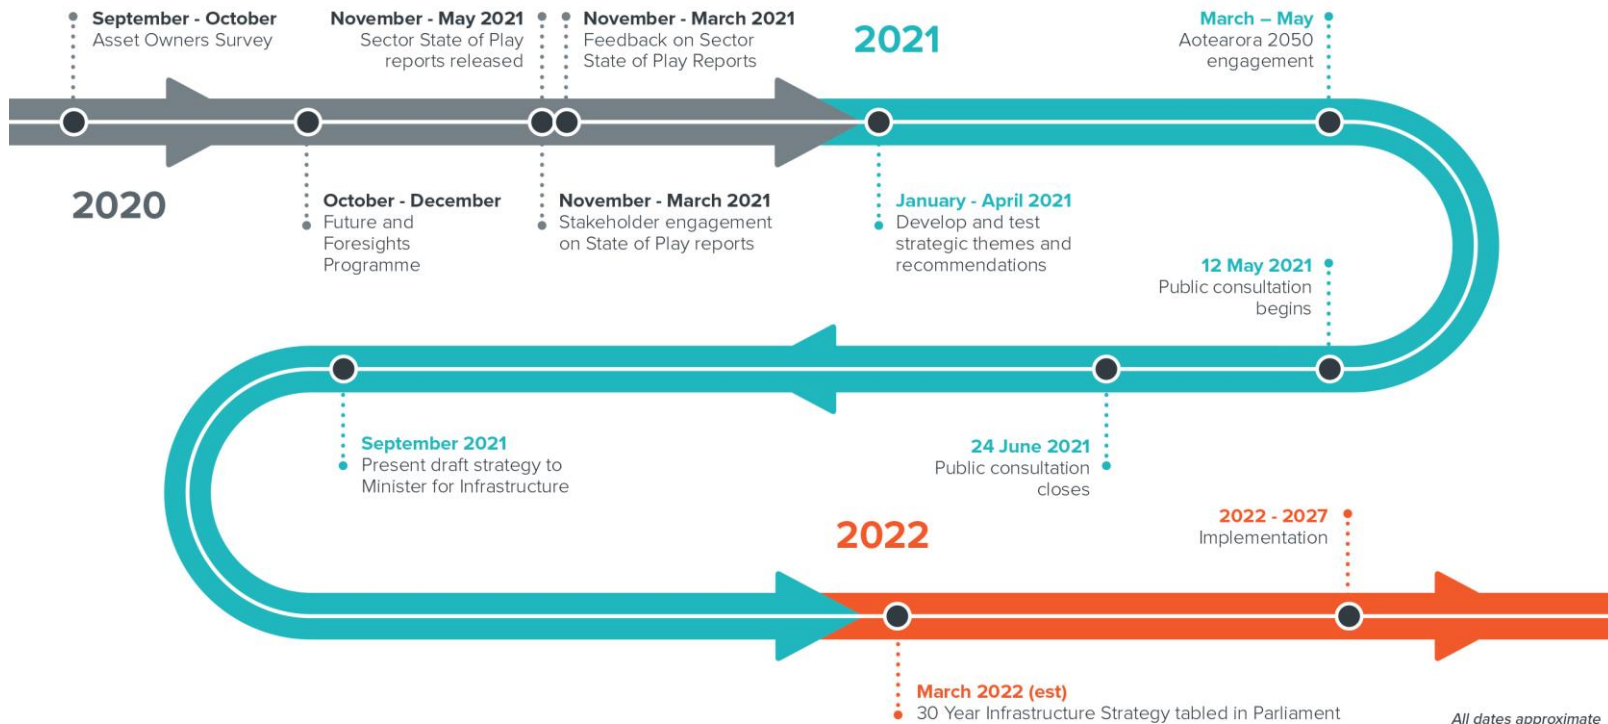 September - October
Asset Owners Survey
November - May 2021
Sector State of Play
reports released
November - March 2021
Feedback on Sector
State of Play Reports
2021
March – May
Aotearora 2050
engagement
2020
October - December
Future and
Foresights
Programme
November - March 2021
Stakeholder engagement
on State of Play reports
January - April 2021
Develop and test
strategic themes and
recommendations
12 May 2021
Public consultation
begins
September 2021
Present draft strategy to
Minister for Infrastructure
24 June 2021
Public consultation
closes
2022
2022 - 2027
Implementation
March 2022 (est)
30 Year Infrastructure Strategy tabled in Parliament
All dates approximate